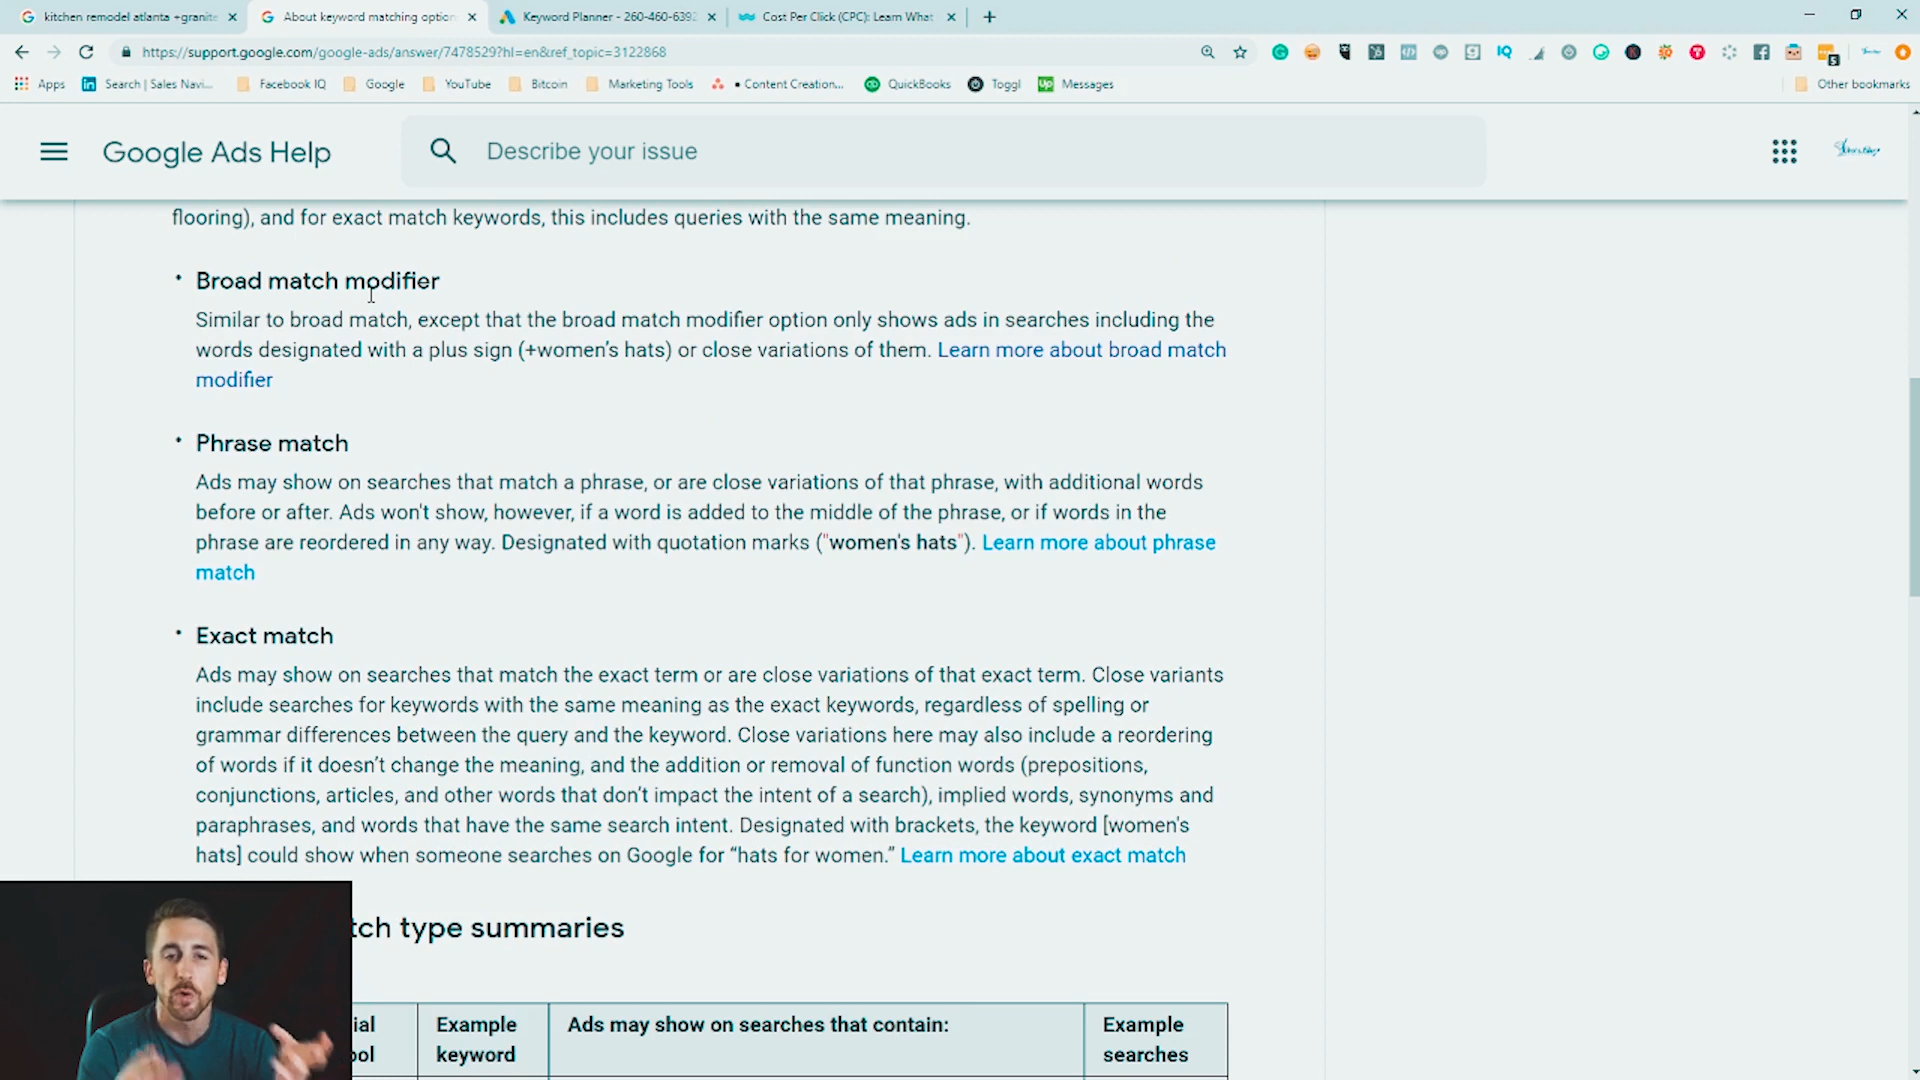 kitchen remodel atlanta +granite
About keyword matching option
Keyword Planner - 260-460-6392
Cost Per Click (CPC): Learn What
https://support.google.com/google-ads/answer/7478529?hl=en&ref_topic=3122868
Apps
Search | Sales Navi...
Facebook IQ
Google
YouTube
Bitcoin
Marketing Tools
• Content Creation...
QuickBooks
Toggl
Messages
Other bookmarks
Google Ads Help
Describe your issue
flooring), and for exact match keywords, this includes queries with the same meaning.
• Broad match modifier
Similar to broad match, except that the broad match modifier option only shows ads in searches including the
words designated with a plus sign (+women’s hats) or close variations of them. Learn more about broad match
modifier
• Phrase match
Ads may show on searches that match a phrase, or are close variations of that phrase, with additional words
before or after. Ads won't show, however, if a word is added to the middle of the phrase, or if words in the
phrase are reordered in any way. Designated with quotation marks ("women's hats"). Learn more about phrase
match
• Exact match
Ads may show on searches that match the exact term or are close variations of that exact term. Close variants
include searches for keywords with the same meaning as the exact keywords, regardless of spelling or
grammar differences between the query and the keyword. Close variations here may also include a reordering
of words if it doesn’t change the meaning, and the addition or removal of function words (prepositions,
conjunctions, articles, and other words that don’t impact the intent of a search), implied words, synonyms and
paraphrases, and words that have the same search intent. Designated with brackets, the keyword [women's
hats] could show when someone searches on Google for “hats for women.” Learn more about exact match
tch type summaries
ial
ool
Example
keyword
Ads may show on searches that contain:
Example
searches